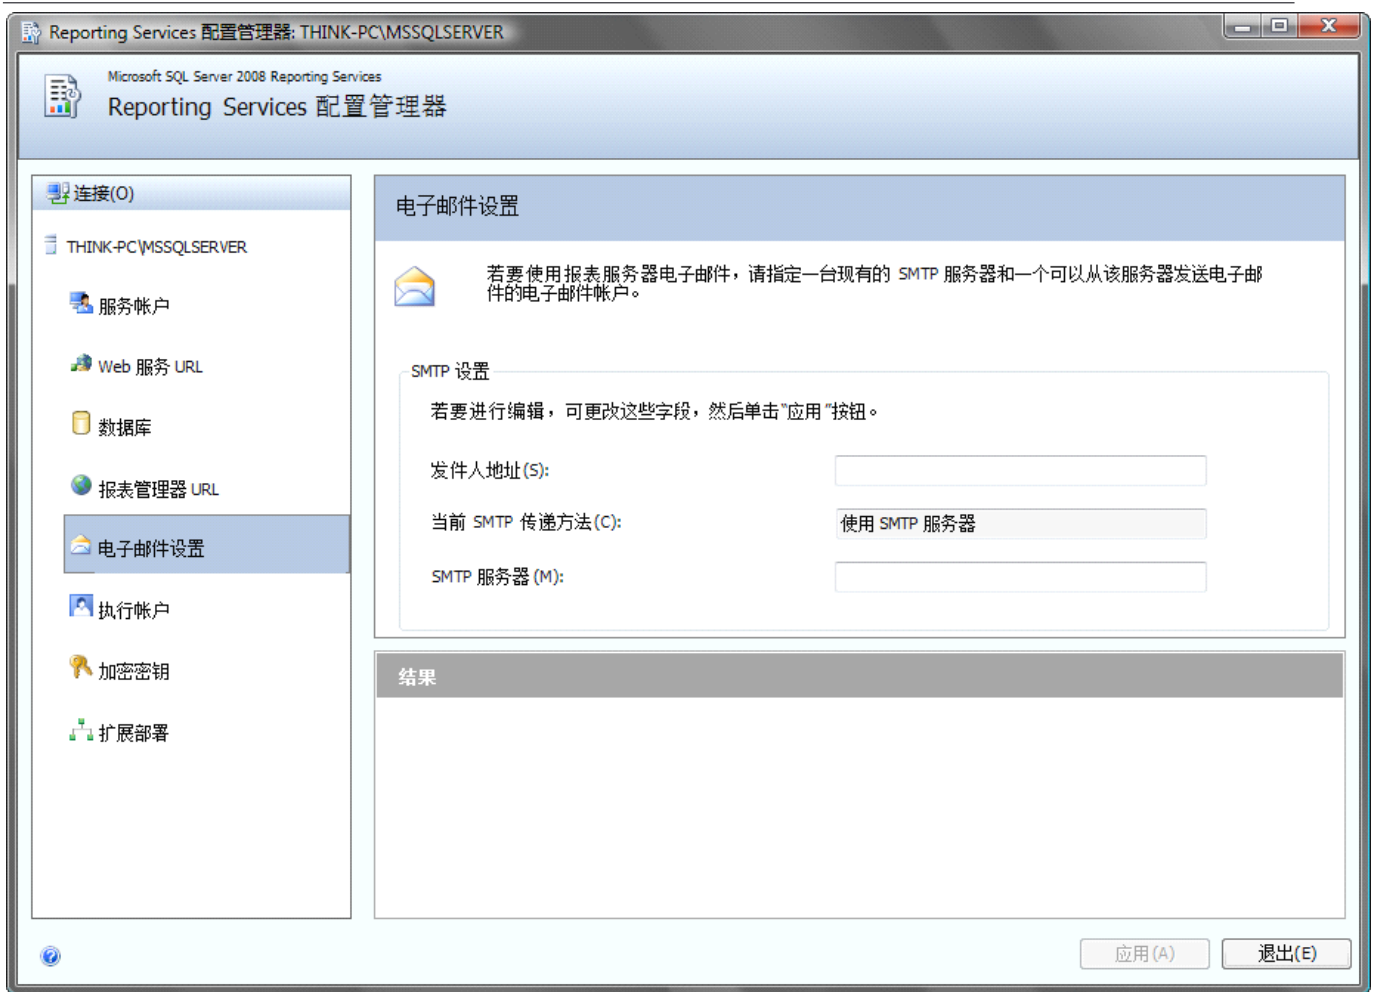 Reporting Services 配置管理器: THINK-PC\MSSQLSERVER
Microsoft SQL Server 2008 Reporting Services
Reporting Services 配置管理器
连接(O)
THINK-PC\MSSQLSERVER
服务帐户
Web 服务 URL
数据库
报表管理器 URL
电子邮件设置
执行帐户
加密密钥
扩展部署
电子邮件设置
若要使用报表服务器电子邮件，请指定一台现有的 SMTP 服务器和一个可以从该服务器发送电子邮
件的电子邮件帐户。
SMTP 设置
若要进行编辑，可更改这些字段，然后单击"应用"按钮。
发件人地址(S):
当前 SMTP 传递方法(C):
使用 SMTP 服务器
SMTP 服务器(M):
结果
应用(A)
退出(E)